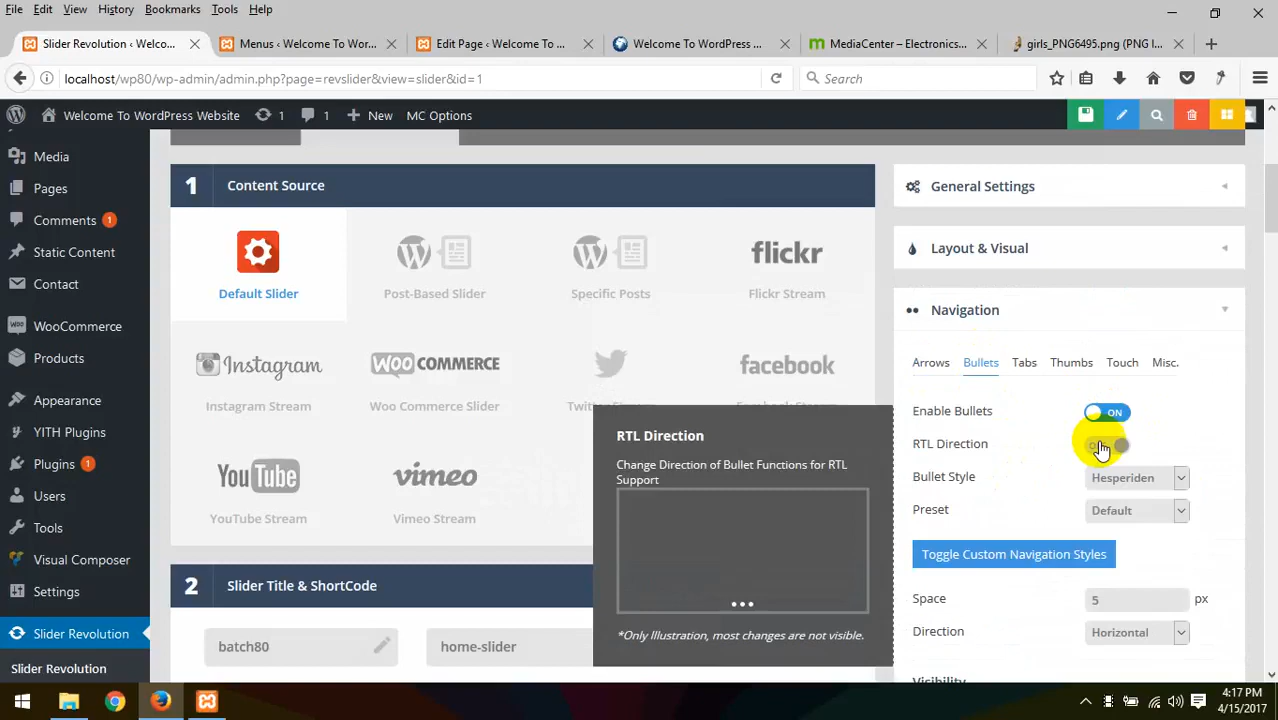 File Edit View History Bookmarks Tools Help
Slider Revolution ‹ Welco...
Menus ‹ Welcome To Wor...
Edit Page ‹ Welcome To ...
Welcome To WordPress ...
MediaCenter – Electronics...
girls_PNG6495.png (PNG I...
localhost/wp80/wp-admin/admin.php?page=revslider&view=slider&id=1
Search
Welcome To WordPress Website 1 1 New MC Options
Media
Pages
Comments 1
Static Content
Contact
WOO WooCommerce
Products
Appearance
YITH Plugins
Plugins 1
Users
Tools
Visual Composer
Settings
Slider Revolution
Slider Revolution
1 Content Source
Default Slider
Post-Based Slider
Specific Posts
flickr
Flickr Stream
Instagram
Instagram Stream
WOO COMMERCE
Woo Commerce Slider
facebook
YouTube
YouTube Stream
vimeo
Vimeo Stream
2 Slider Title & ShortCode
batch80
home-slider
RTL Direction
Change Direction of Bullet Functions for RTL
Support
*Only Illustration, most changes are not visible.
General Settings
Layout & Visual
Navigation
Arrows Bullets Tabs Thumbs Touch Misc.
Enable Bullets ON
RTL Direction
Bullet Style Hesperiden
Preset Default
Toggle Custom Navigation Styles
Space 5 px
Direction Horizontal
Visibility
4:17 PM
4/15/2017